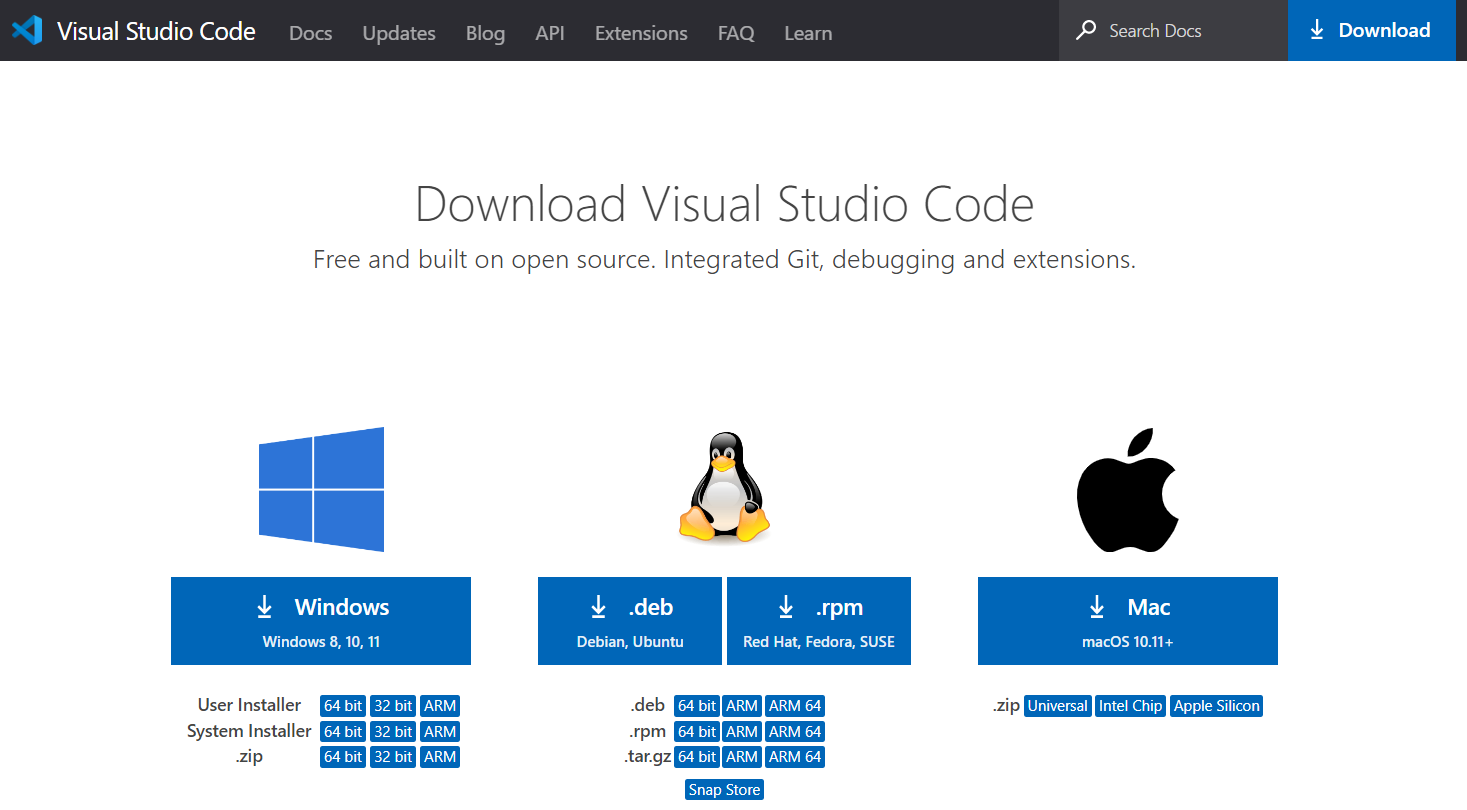 Visual Studio Code Docs Updates Blog API Extensions FAQ Learn Search Docs Download
Download Visual Studio Code
Free and built on open source. Integrated Git, debugging and extensions.
Windows
Windows 8, 10, 11
.deb
Debian, Ubuntu
.rpm
Red Hat, Fedora, SUSE
Mac
macOS 10.11+
User Installer 64 bit 32 bit ARM
System Installer 64 bit 32 bit ARM
.zip 64 bit 32 bit ARM
.deb 64 bit ARM ARM 64
.rpm 64 bit ARM ARM 64
.tar.gz 64 bit ARM ARM 64
Snap Store
.zip Universal Intel Chip Apple Silicon